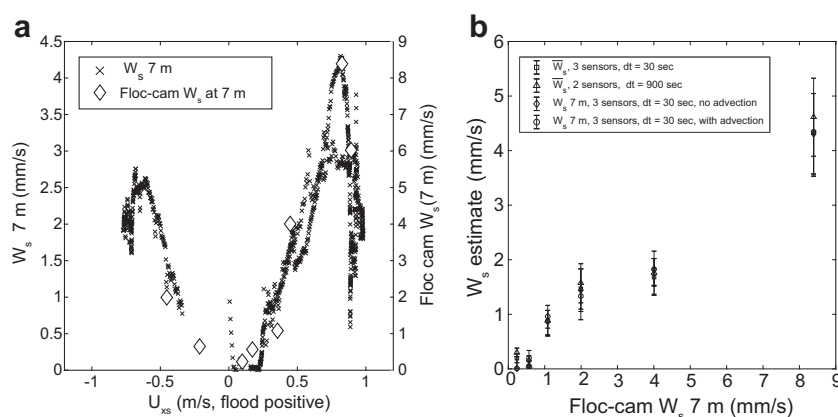 a
4.5
4
3.5
3
2.5
2
1.5
1
0.5
0
W_s 7 m (mm/s)
W_s 7 m
Floc-cam W_s at 7 m
9
8
7
6
5
4
3
2
1
0
Floc cam W_s(7 m) (mm/s)
-1 -0.5 0 0.5 1
U_xs (m/s, flood positive)
b
6
5
4
3
2
1
0
W_s estimate (mm/s)
W̅_s, 3 sensors, dt = 30 sec
W̅_s, 2 sensors, dt = 900 sec
W_s 7 m, 3 sensors, dt = 30 sec, no advection
W_s 7 m, 3 sensors, dt = 30 sec, with advection
0 1 2 3 4 5 6 7 8 9
Floc-cam W_s 7 m (mm/s)